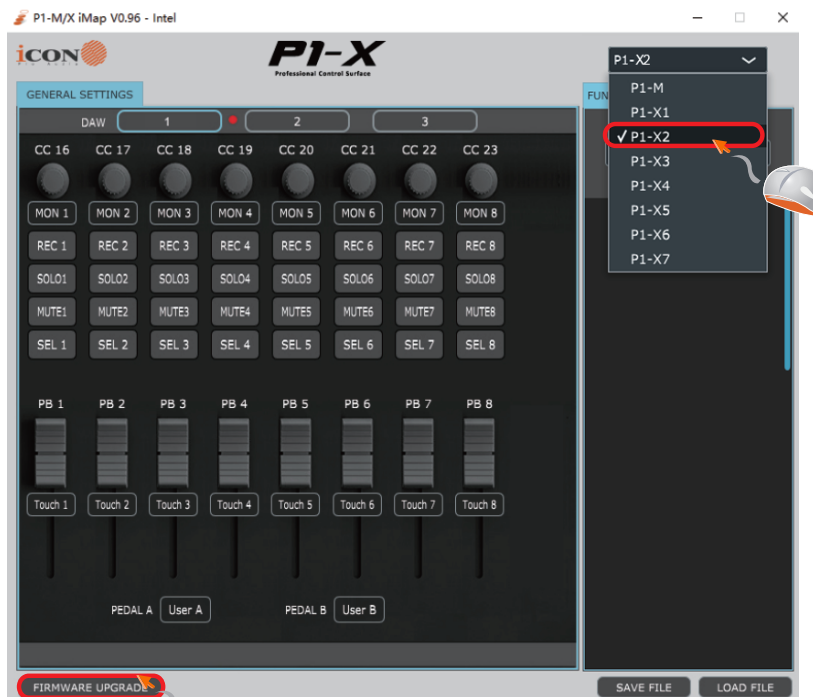 P1-M/X iMap V0.96 - Intel
iCON
Pro Audio
P1-X
Professional Control Surface
P1-X2
GENERAL SETTINGS
FUN
P1-M
P1-X1
✓ P1-X2
P1-X3
P1-X4
P1-X5
P1-X6
P1-X7
DAW 1 2 3
CC 16 CC 17 CC 18 CC 19 CC 20 CC 21 CC 22 CC 23
MON 1 MON 2 MON 3 MON 4 MON 5 MON 6 MON 7 MON 8
REC 1 REC 2 REC 3 REC 4 REC 5 REC 6 REC 7 REC 8
SOLO1 SOLO2 SOLO3 SOLO4 SOLO5 SOLO6 SOLO7 SOLO8
MUTE1 MUTE2 MUTE3 MUTE4 MUTE5 MUTE6 MUTE7 MUTE8
SEL 1 SEL 2 SEL 3 SEL 4 SEL 5 SEL 6 SEL 7 SEL 8
PB 1 PB 2 PB 3 PB 4 PB 5 PB 6 PB 7 PB 8
Touch 1 Touch 2 Touch 3 Touch 4 Touch 5 Touch 6 Touch 7 Touch 8
PEDAL A User A PEDAL B User B
FIRMWARE UPGRADE SAVE FILE LOAD FILE